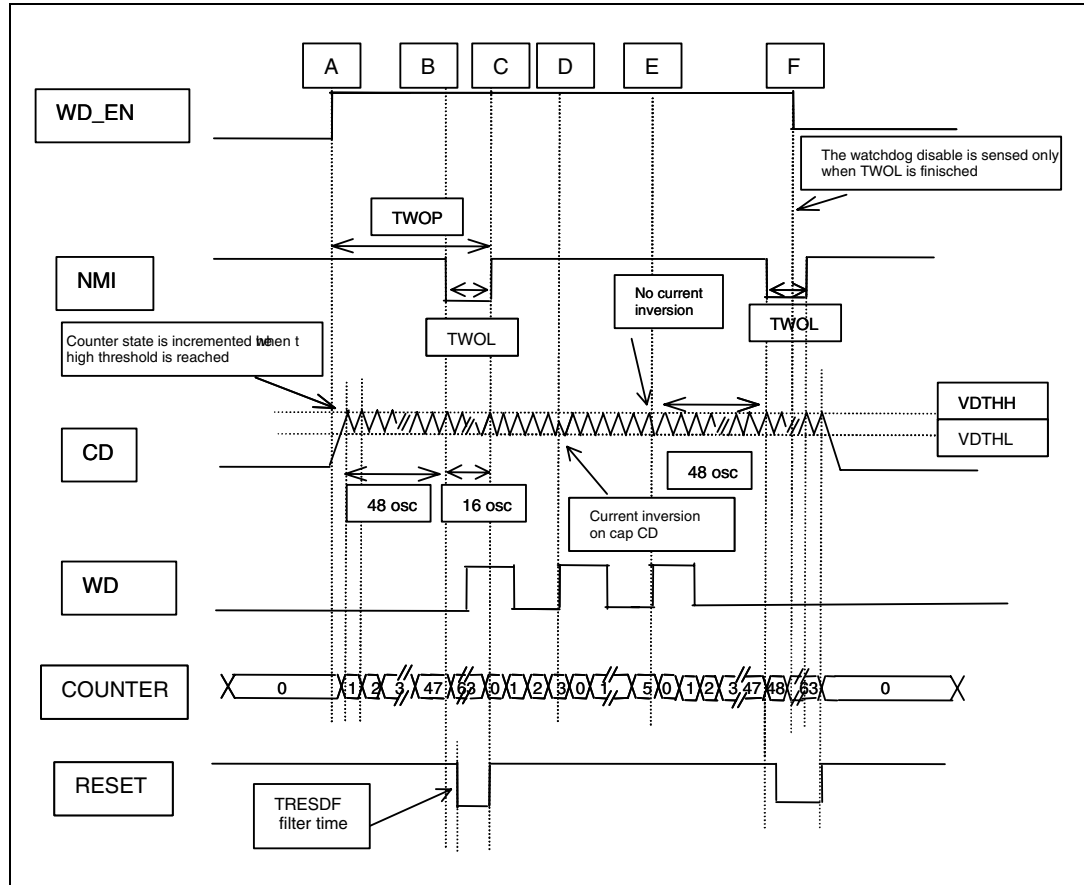 A B C D E F
WD_EN
The watchdog disable is sensed only
when TWOL is finisched
TWOP
NMI
No current
inversion
TWOL
TWOL
Counter state is incremented when t
high threshold is reached
VDTHH
VDTHL
CD
48 osc
16 osc
48 osc
Current inversion
on cap CD
WD
COUNTER
0 1 2 3 47 63 0 1 2 3 0 1 5 0 1 2 3 47 48 63 0
RESET
TRESDF
filter time